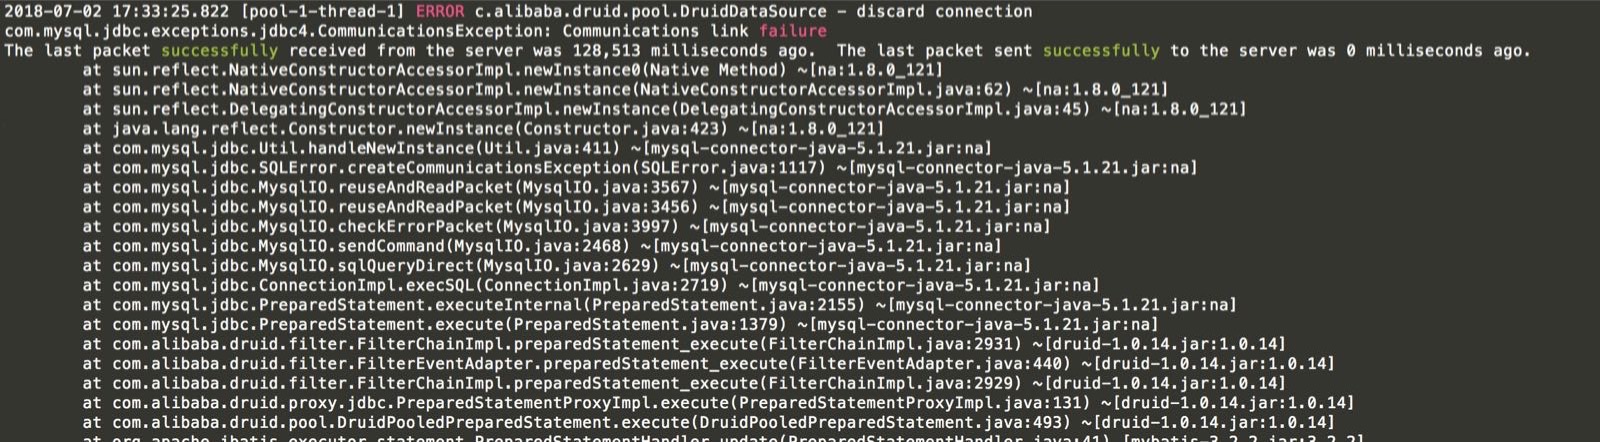 2018-07-02 17:33:25.822 [pool-1-thread-1] ERROR c.alibaba.druid.pool.DruidDataSource - discard connection
com.mysql.jdbc.exceptions.jdbc4.CommunicationsException: Communications link failure
The last packet successfully received from the server was 128,513 milliseconds ago.  The last packet sent successfully to the server was 0 milliseconds ago.
at sun.reflect.NativeConstructorAccessorImpl.newInstance0(Native Method) ~[na:1.8.0_121]
at sun.reflect.NativeConstructorAccessorImpl.newInstance(NativeConstructorAccessorImpl.java:62) ~[na:1.8.0_121]
at sun.reflect.DelegatingConstructorAccessorImpl.newInstance(DelegatingConstructorAccessorImpl.java:45) ~[na:1.8.0_121]
at java.lang.reflect.Constructor.newInstance(Constructor.java:423) ~[na:1.8.0_121]
at com.mysql.jdbc.Util.handleNewInstance(Util.java:411) ~[mysql-connector-java-5.1.21.jar:na]
at com.mysql.jdbc.SQLError.createCommunicationsException(SQLError.java:1117) ~[mysql-connector-java-5.1.21.jar:na]
at com.mysql.jdbc.MysqlIO.reuseAndReadPacket(MysqlIO.java:3567) ~[mysql-connector-java-5.1.21.jar:na]
at com.mysql.jdbc.MysqlIO.reuseAndReadPacket(MysqlIO.java:3456) ~[mysql-connector-java-5.1.21.jar:na]
at com.mysql.jdbc.MysqlIO.checkErrorPacket(MysqlIO.java:3997) ~[mysql-connector-java-5.1.21.jar:na]
at com.mysql.jdbc.MysqlIO.sendCommand(MysqlIO.java:2468) ~[mysql-connector-java-5.1.21.jar:na]
at com.mysql.jdbc.MysqlIO.sqlQueryDirect(MysqlIO.java:2629) ~[mysql-connector-java-5.1.21.jar:na]
at com.mysql.jdbc.ConnectionImpl.execSQL(ConnectionImpl.java:2719) ~[mysql-connector-java-5.1.21.jar:na]
at com.mysql.jdbc.PreparedStatement.executeInternal(PreparedStatement.java:2155) ~[mysql-connector-java-5.1.21.jar:na]
at com.mysql.jdbc.PreparedStatement.execute(PreparedStatement.java:1379) ~[mysql-connector-java-5.1.21.jar:na]
at com.alibaba.druid.filter.FilterChainImpl.preparedStatement_execute(FilterChainImpl.java:2931) ~[druid-1.0.14.jar:1.0.14]
at com.alibaba.druid.filter.FilterEventAdapter.preparedStatement_execute(FilterEventAdapter.java:440) ~[druid-1.0.14.jar:1.0.14]
at com.alibaba.druid.filter.FilterChainImpl.preparedStatement_execute(FilterChainImpl.java:2929) ~[druid-1.0.14.jar:1.0.14]
at com.alibaba.druid.proxy.jdbc.PreparedStatementProxyImpl.execute(PreparedStatementProxyImpl.java:131) ~[druid-1.0.14.jar:1.0.14]
at com.alibaba.druid.pool.DruidPooledPreparedStatement.execute(DruidPooledPreparedStatement.java:493) ~[druid-1.0.14.jar:1.0.14]
at org.apache.ibatis.executor.statement.PreparedStatementHandler.update(PreparedStatementHandler.java:41) [mybatis-3.2.2.jar:3.2.2]